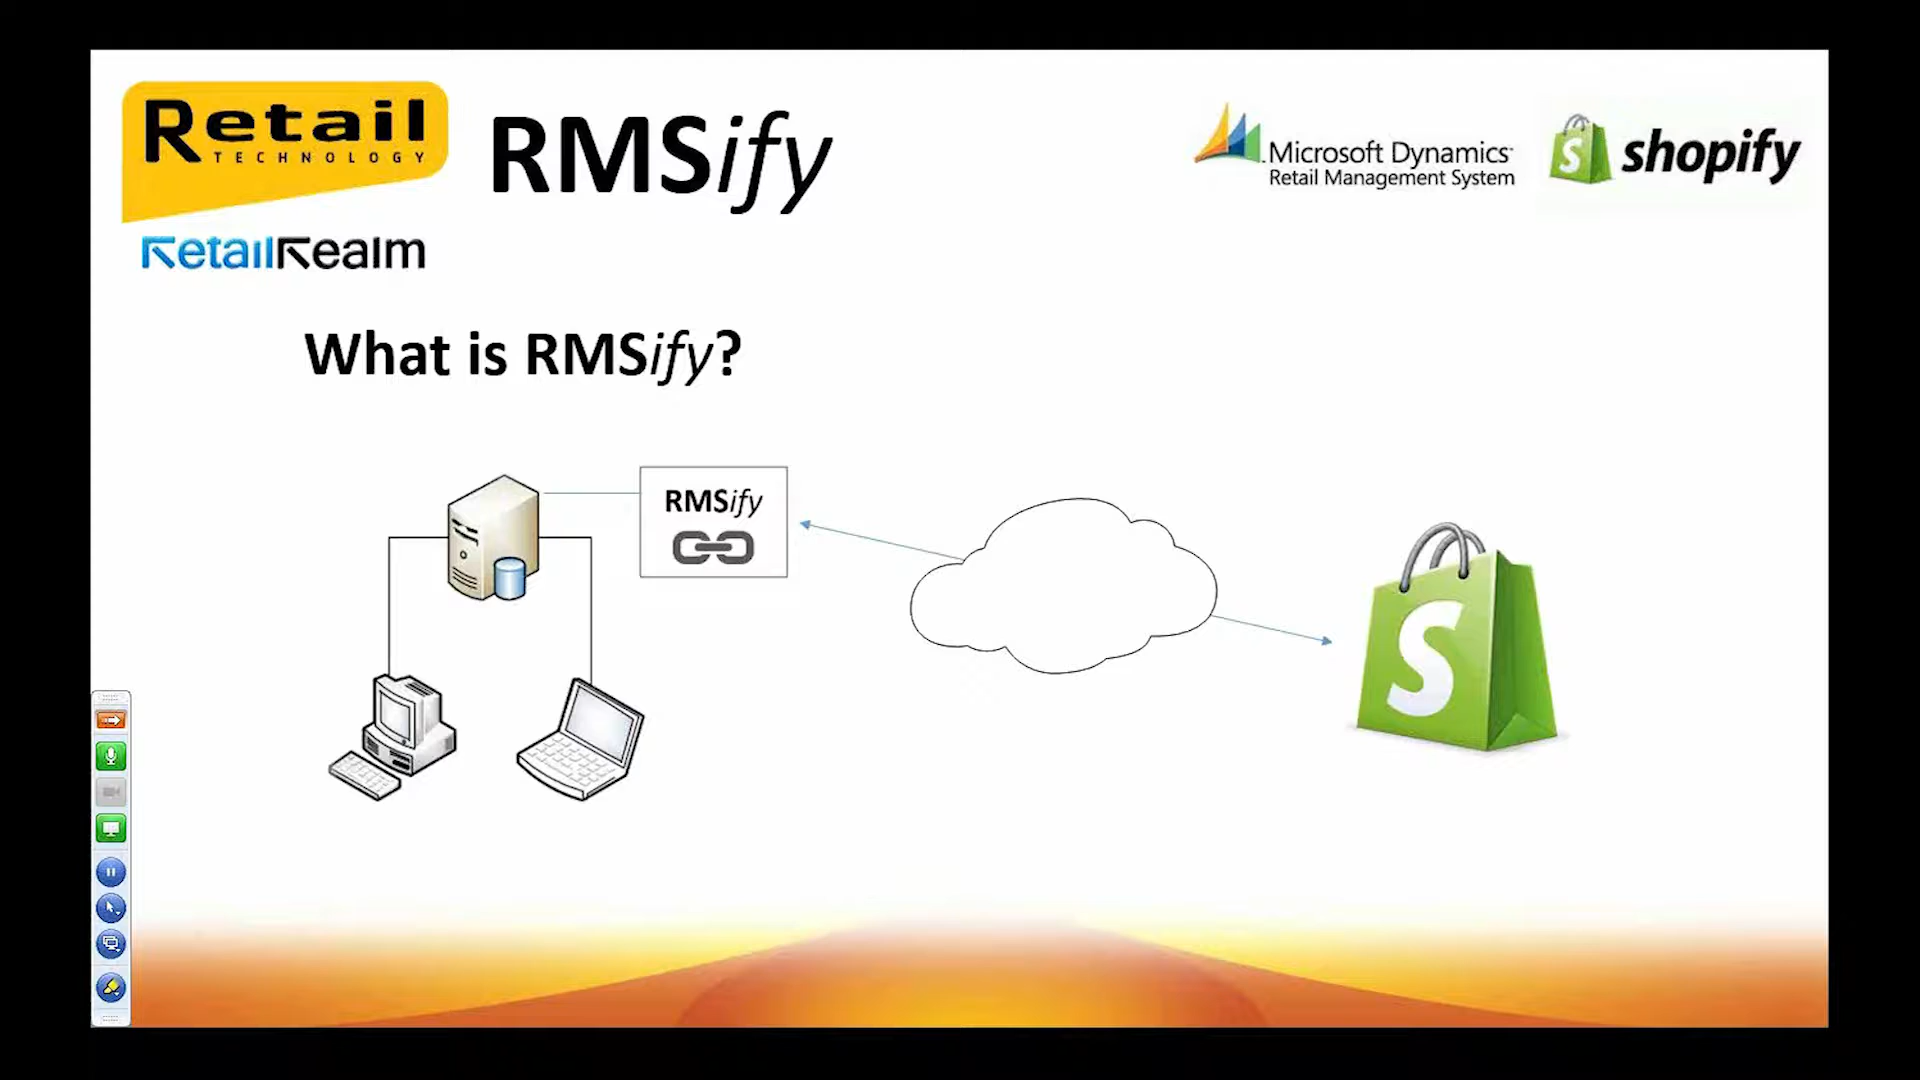 Retail
TECHNOLOGY
RMSify
RetailRealm
Microsoft Dynamics
Retail Management System
S
shopify
What is RMSify?
RMSify
S